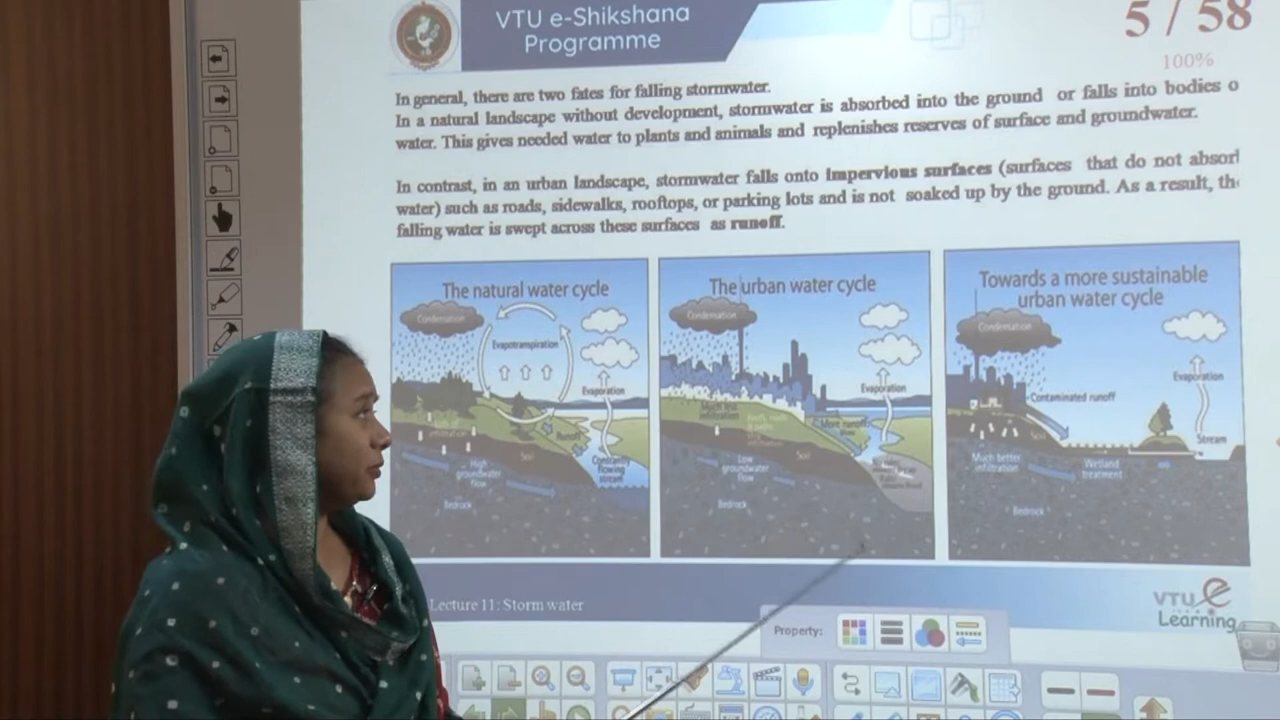 VTU e-Shikshana
Programme
5 / 58
100%
In general, there are two fates for falling stormwater.
In a natural landscape without development, stormwater is absorbed into the ground or falls into bodies o
water. This gives needed water to plants and animals and replenishes reserves of surface and groundwater.
In contrast, in an urban landscape, stormwater falls onto impervious surfaces (surfaces that do not absorb
water) such as roads, sidewalks, rooftops, or parking lots and is not soaked up by the ground. As a result, the
falling water is swept across these surfaces as runoff.
The natural water cycle
Condensation
Evapotranspiration
Evaporation
Runoff
Soil
High
groundwater
flow
Constantly
flowing
stream
Bedrock
The urban water cycle
Condensation
Evaporation
More runoff
Low
groundwater
flow
Soil
Bedrock
Towards a more sustainable
urban water cycle
Condensation
Evaporation
Contaminated runoff
Soil
Stream
Much better
infiltration
Wetland
treatment
Bedrock
Lecture 11: Storm water
VTU e
Learning
Property: